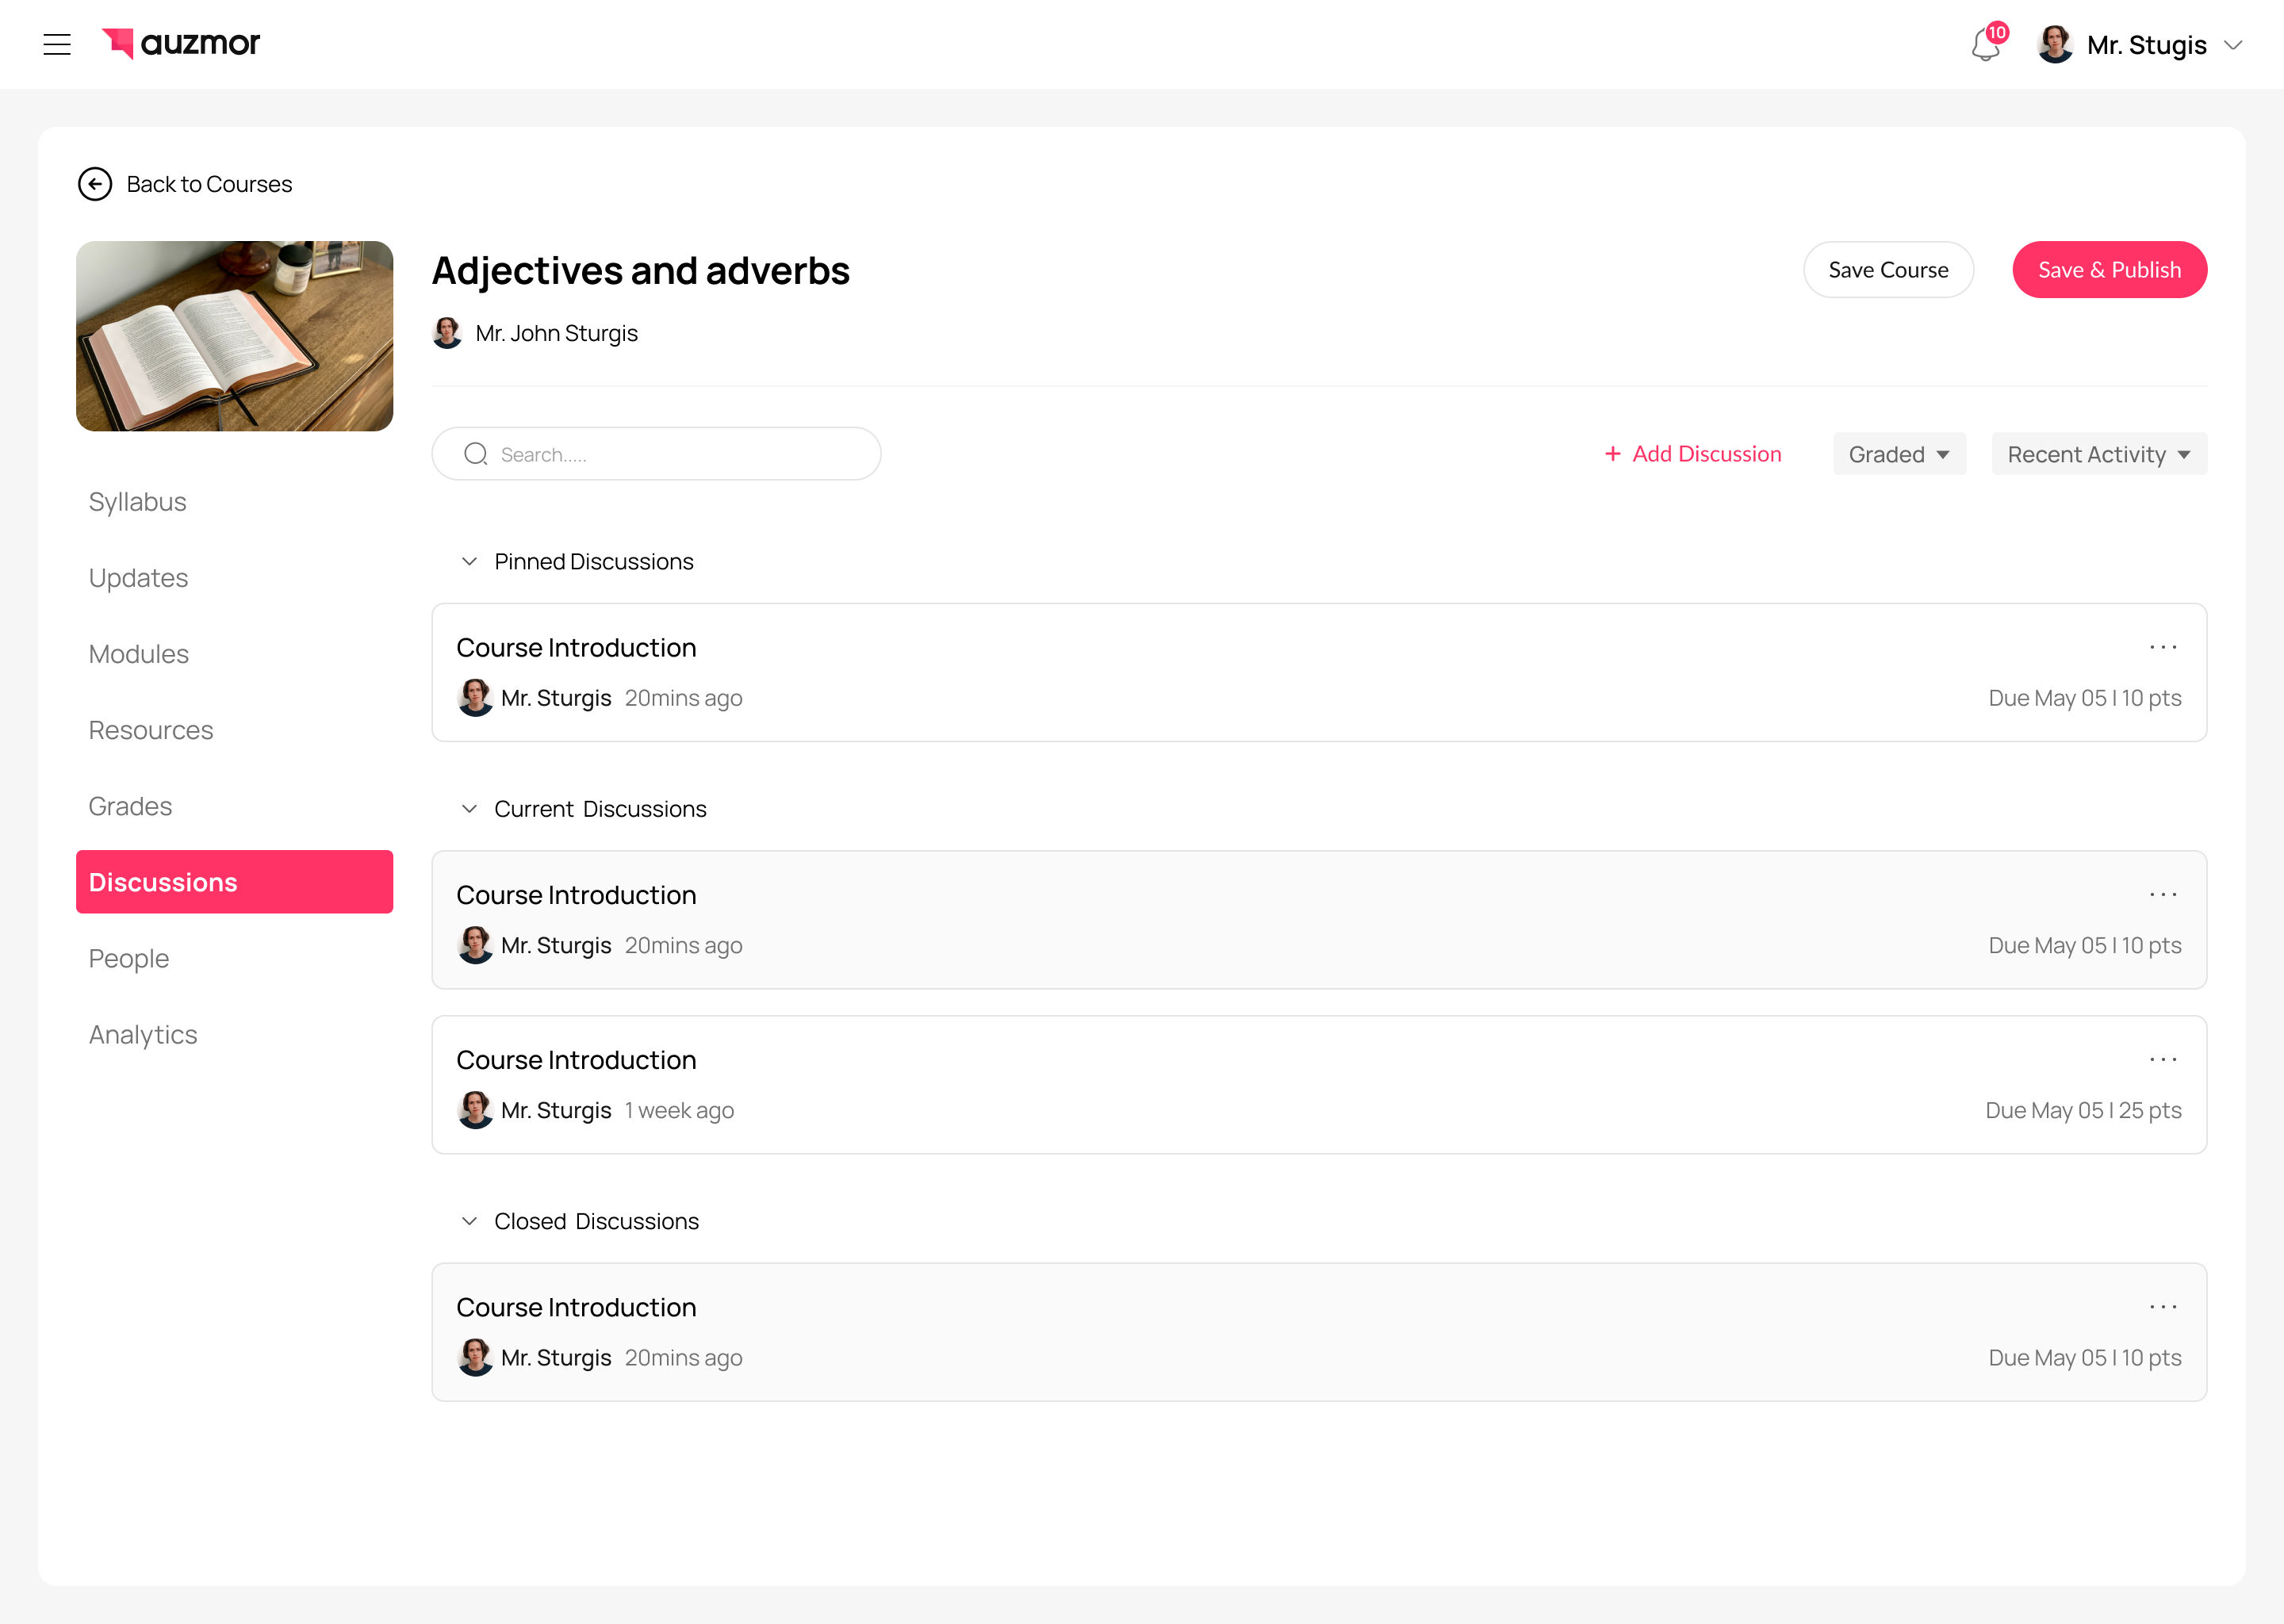 auzmor
10
Mr. Stugis
Back to Courses
Adjectives and adverbs
Save Course
Save & Publish
Mr. John Sturgis
Search.....
+ Add Discussion
Graded
Recent Activity
Syllabus
Updates
Modules
Resources
Grades
Discussions
People
Analytics
Pinned Discussions
Course Introduction
Mr. Sturgis 20mins ago
Due May 05 | 10 pts
Current Discussions
Course Introduction
Mr. Sturgis 20mins ago
Due May 05 | 10 pts
Course Introduction
Mr. Sturgis 1 week ago
Due May 05 | 25 pts
Closed Discussions
Course Introduction
Mr. Sturgis 20mins ago
Due May 05 | 10 pts